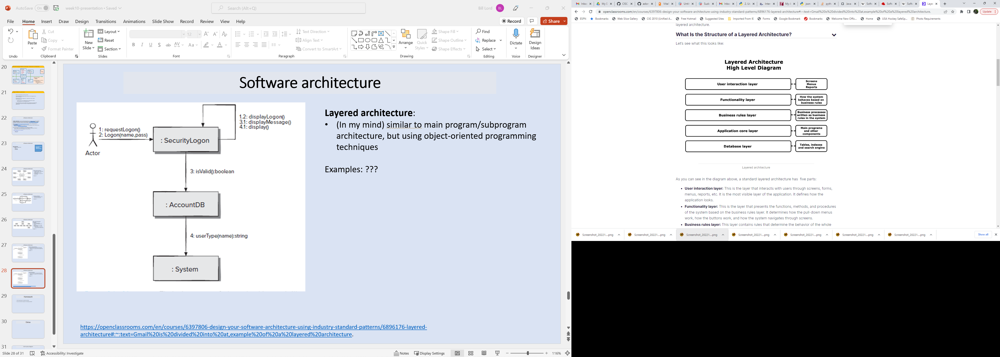 AutoSave On week10-presentation • Saved
Search (Alt+Q)
Bill Lord BL
File Home Insert Draw Design Transitions Animations Slide Show Record Review View Help
Record Share
Undo
Paste
Cut
Copy
Format Painter
Clipboard
New Slide
Layout
Reset
Section
Slides
12
B I U S ab AV Aa A
Font
Text Direction
Align Text
Convert to SmartArt
Paragraph
Arrange
Quick Styles
Shape Fill
Shape Outline
Shape Effects
Drawing
Find
Replace
Select
Editing
Dictate
Voice
Design Ideas
Designer
20
21
22
23
24
25
26
27
28
29
Homework
30
Extras
31
Software architecture
1.2: displayLogon()
3.1: displayMessage()
4.1: display()
1: requestLogon()
2: Logon(name,pass)
: SecurityLogon
Actor
3: isValid():boolean
: AccountDB
4: userType(name):string
: System
Layered architecture:
• (In my mind) similar to main program/subprogram
architecture, but using object-oriented programming
techniques
Examples: ???
https://openclassrooms.com/en/courses/6397806-design-your-software-architecture-using-industry-standard-patterns/6896176-layered-
architecture#:~:text=Gmail%20is%20divided%20into%20at,example%20of%20a%20layered%20architecture.
Slide 28 of 31 Accessibility: Investigate
Notes Display Settings 116%
Inbo My D CISC ador Vital Unti Sudo Inbo 2. Us Inter My A json pyth Java Soft Soft Soft Laye
openclassrooms.com/en/courses/6397806-design-your-software-architecture-using-industry-standard-patterns/6896176-layered-architecture#:~:text=Gmail%20is%20divided%20into%20at,example%20of%20a%20layered%20architecture.
Update
ESPN Bookmarks Web Slice Gallery CIG 2010 (Unified A... Free Hotmail Suggested Sites Imported From IE Forms Google Bookmark Bookmarks Welcome New Offic... Home USA Hockey SafeSp... Photo Requirements
layered architecture.
What Is the Structure of a Layered Architecture?
Let's see what this looks like:
Layered Architecture
High Level Diagram
User interaction layer
Screens
Menus
Reports
Functionality layer
How the system
behaves based on
business rules
Business rules layer
Business processes
written as business
rules in the system
Application core layer
Main programs
and other
components
Database layer
Tables, indexes
and search engine
Layered architecture
As you can see in the diagram above, a standard layered architecture has five parts:
• User interaction layer: This is the layer that interacts with users through screens, forms,
menus, reports, etc. It is the most visible layer of the application. It defines how the
application looks.
• Functionality layer: This is the layer that presents the functions, methods, and procedures
of the system based on the business rules layer. It determines how the pull-down menus
work, how the buttons work, and how the system navigates through screens.
• Business rules layer: This layer contains rules that determine the behavior of the whole
Screenshot_20221....png Screenshot_20221....png Screenshot_20221....png Screenshot_20221....png Screenshot_20221....png Screenshot_20221....png Screenshot_20221....png Show all